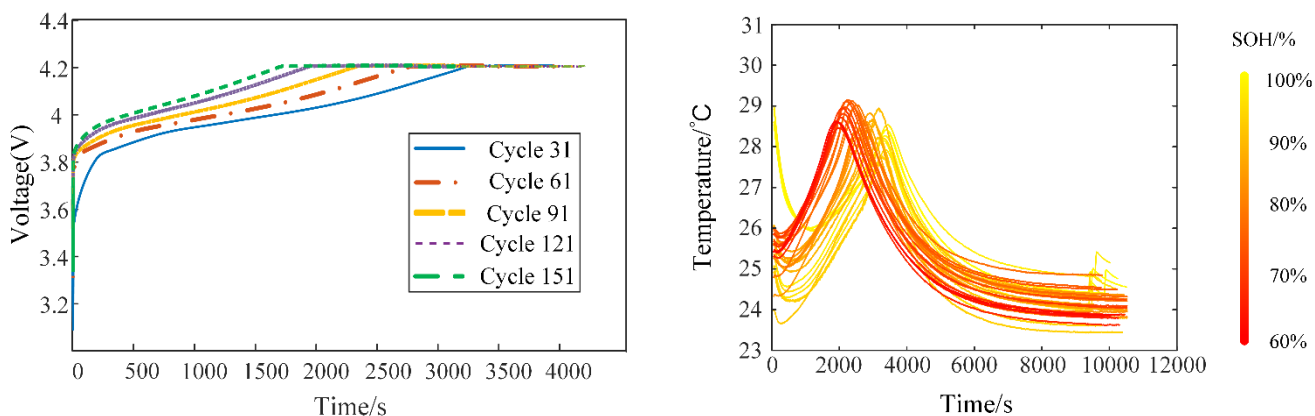 4.4
4.2
4
3.8
3.6
3.4
3.2
Voltage(V)
0 500 1000 1500 2000 2500 3000 3500 4000
Time/s
Cycle 31
Cycle 61
Cycle 91
Cycle 121
Cycle 151
31
30
29
28
27
26
25
24
23
Temperature/°C
0 2000 4000 6000 8000 10000 12000
Time/s
SOH/%
100%
90%
80%
70%
60%